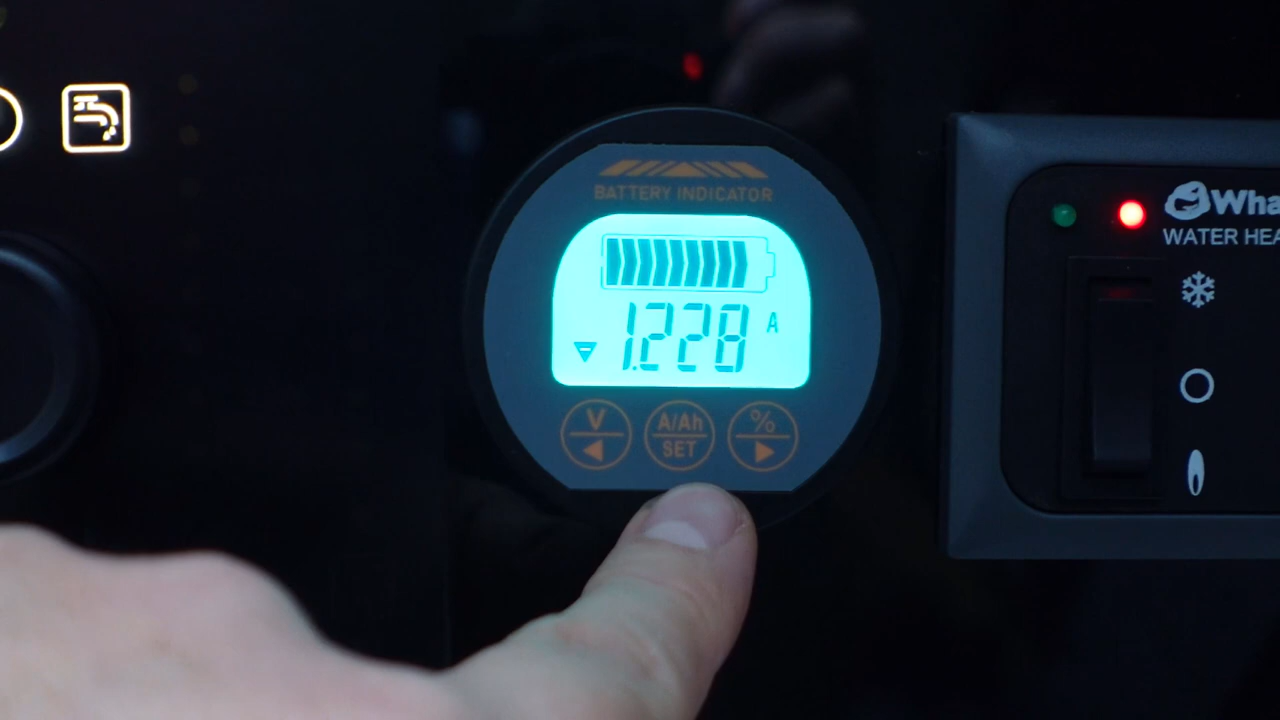 BATTERY INDICATOR
1.228 A
V
A/Ah
SET
%
Wha
WATER HEA